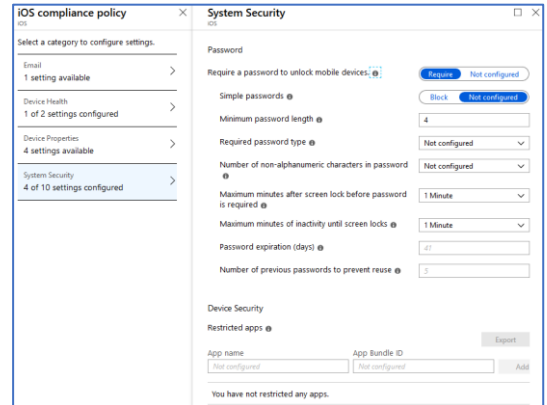 iOS compliance policy
iOS
Select a category to configure settings.
Email
1 setting available
Device Health
1 of 2 settings configured
Device Properties
4 settings available
System Security
4 of 10 settings configured
System Security
iOS
Password
Require a password to unlock mobile devices.
Require Not configured
Simple passwords
Block Not configured
Minimum password length
4
Required password type
Not configured
Number of non-alphanumeric characters in password
Not configured
Maximum minutes after screen lock before password
is required
1 Minute
Maximum minutes of inactivity until screen locks
1 Minute
Password expiration (days)
41
Number of previous passwords to prevent reuse
5
Device Security
Restricted apps
Export
App name App Bundle ID
Not configured Not configured Add
You have not restricted any apps.